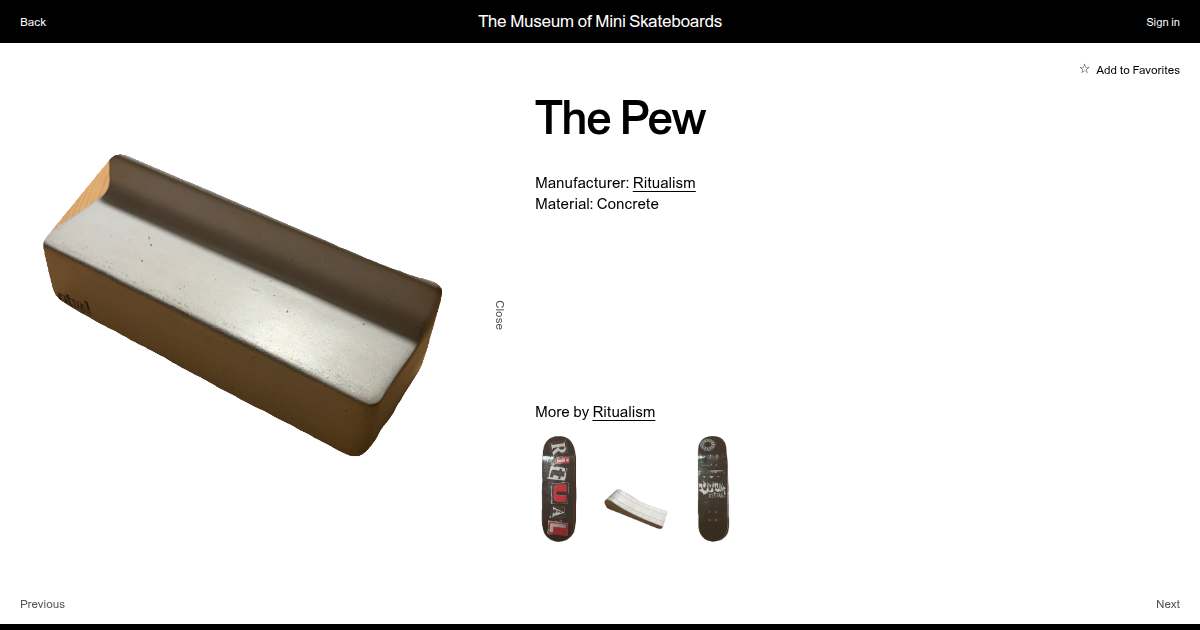 Back
The Museum of Mini Skateboards
Sign in
☆ Add to Favorites
The Pew
Manufacturer: Ritualism
Material: Concrete
Close
More by Ritualism
Previous
Next